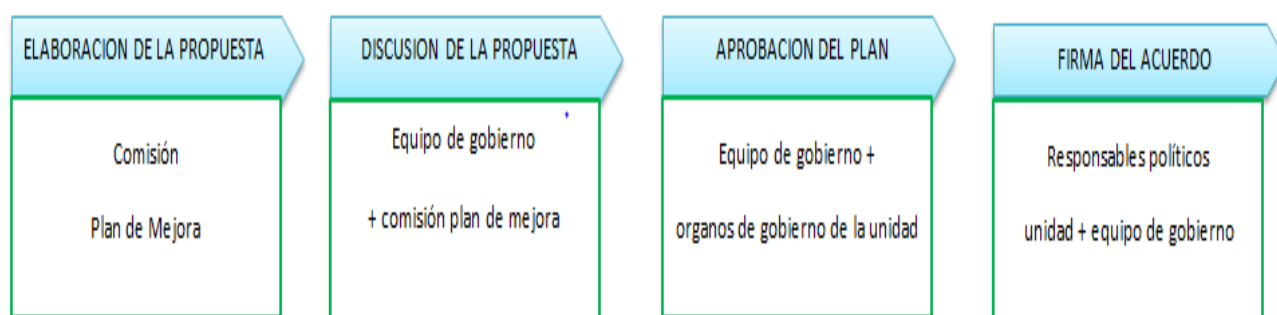 ELABORACION DE LA PROPUESTA
Comisión
Plan de Mejora
DISCUSION DE LA PROPUESTA
Equipo de gobierno
+ comisión plan de mejora
APROBACION DEL PLAN
Equipo de gobierno +
organos de gobierno de la unidad
FIRMA DEL ACUERDO
Responsables políticos
unidad + equipo de gobierno